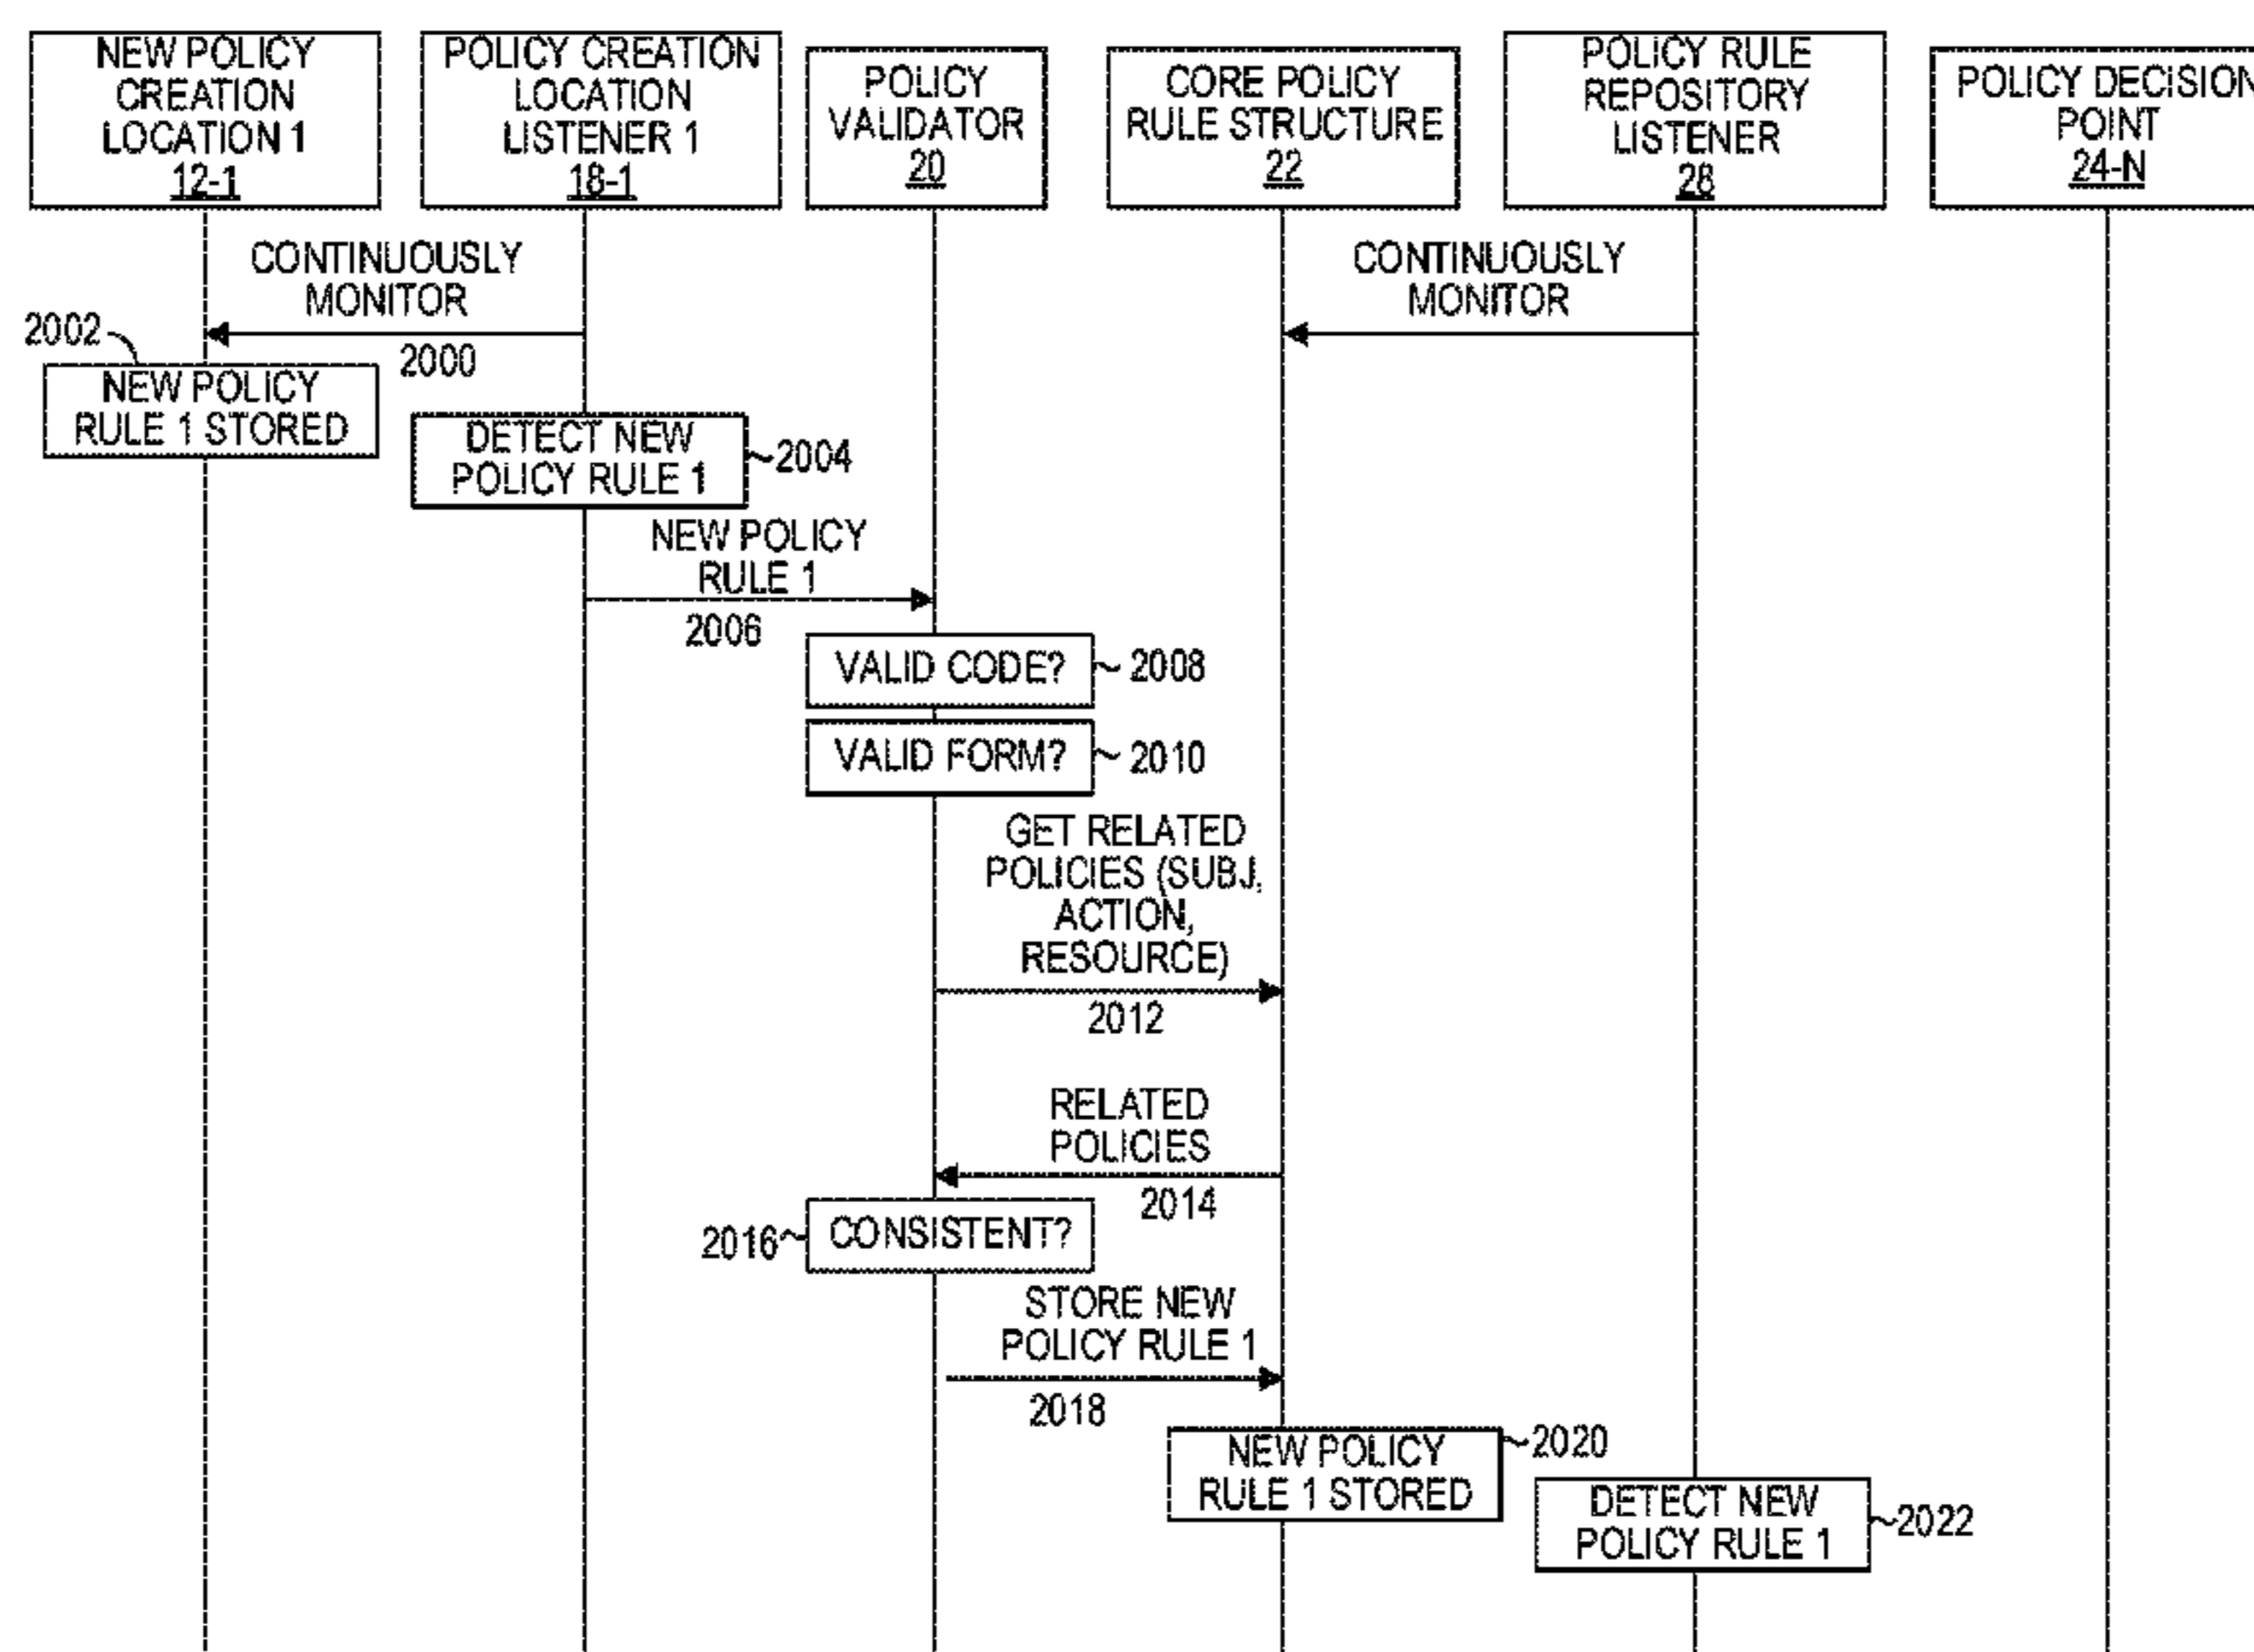 NEW POLICY
CREATION
LOCATION 1
12-1
POLICY CREATION
LOCATION
LISTENER 1
18-1
POLICY
VALIDATOR
20
CORE POLICY
RULE STRUCTURE
22
POLICY RULE
REPOSITORY
LISTENER
28
POLICY DECISION
POINT
24-N
CONTINUOUSLY
MONITOR
2000
CONTINUOUSLY
MONITOR
2002
NEW POLICY
RULE 1 STORED
DETECT NEW
POLICY RULE 1
2004
NEW POLICY
RULE 1
2006
VALID CODE?
2008
VALID FORM?
2010
GET RELATED
POLICIES (SUBJ,
ACTION,
RESOURCE)
2012
RELATED
POLICIES
2014
2016
CONSISTENT?
STORE NEW
POLICY RULE 1
2018
NEW POLICY
RULE 1 STORED
2020
DETECT NEW
POLICY RULE 1
2022